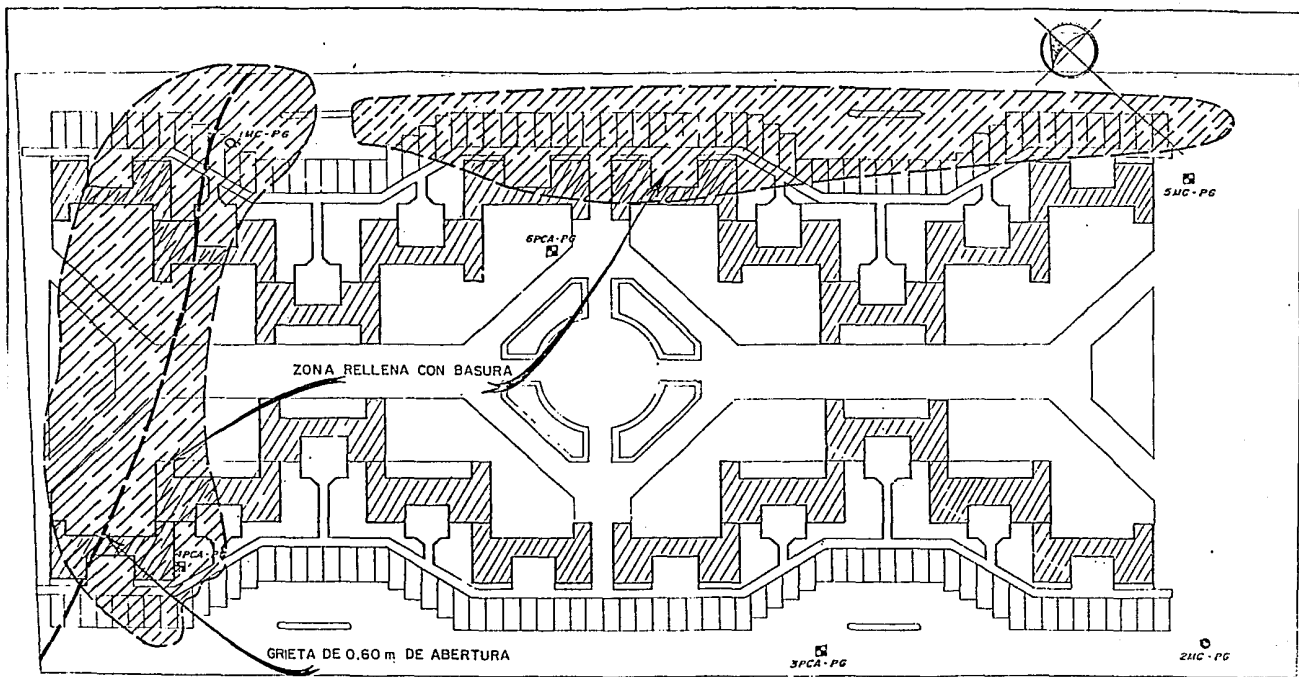 1MC-PG
5MC-PG
6PCA-PG
ZONA RELLENA CON BASURA
4PCA-PG
GRIETA DE 0.60 m DE ABERTURA
3PCA-PG
2MC-PG